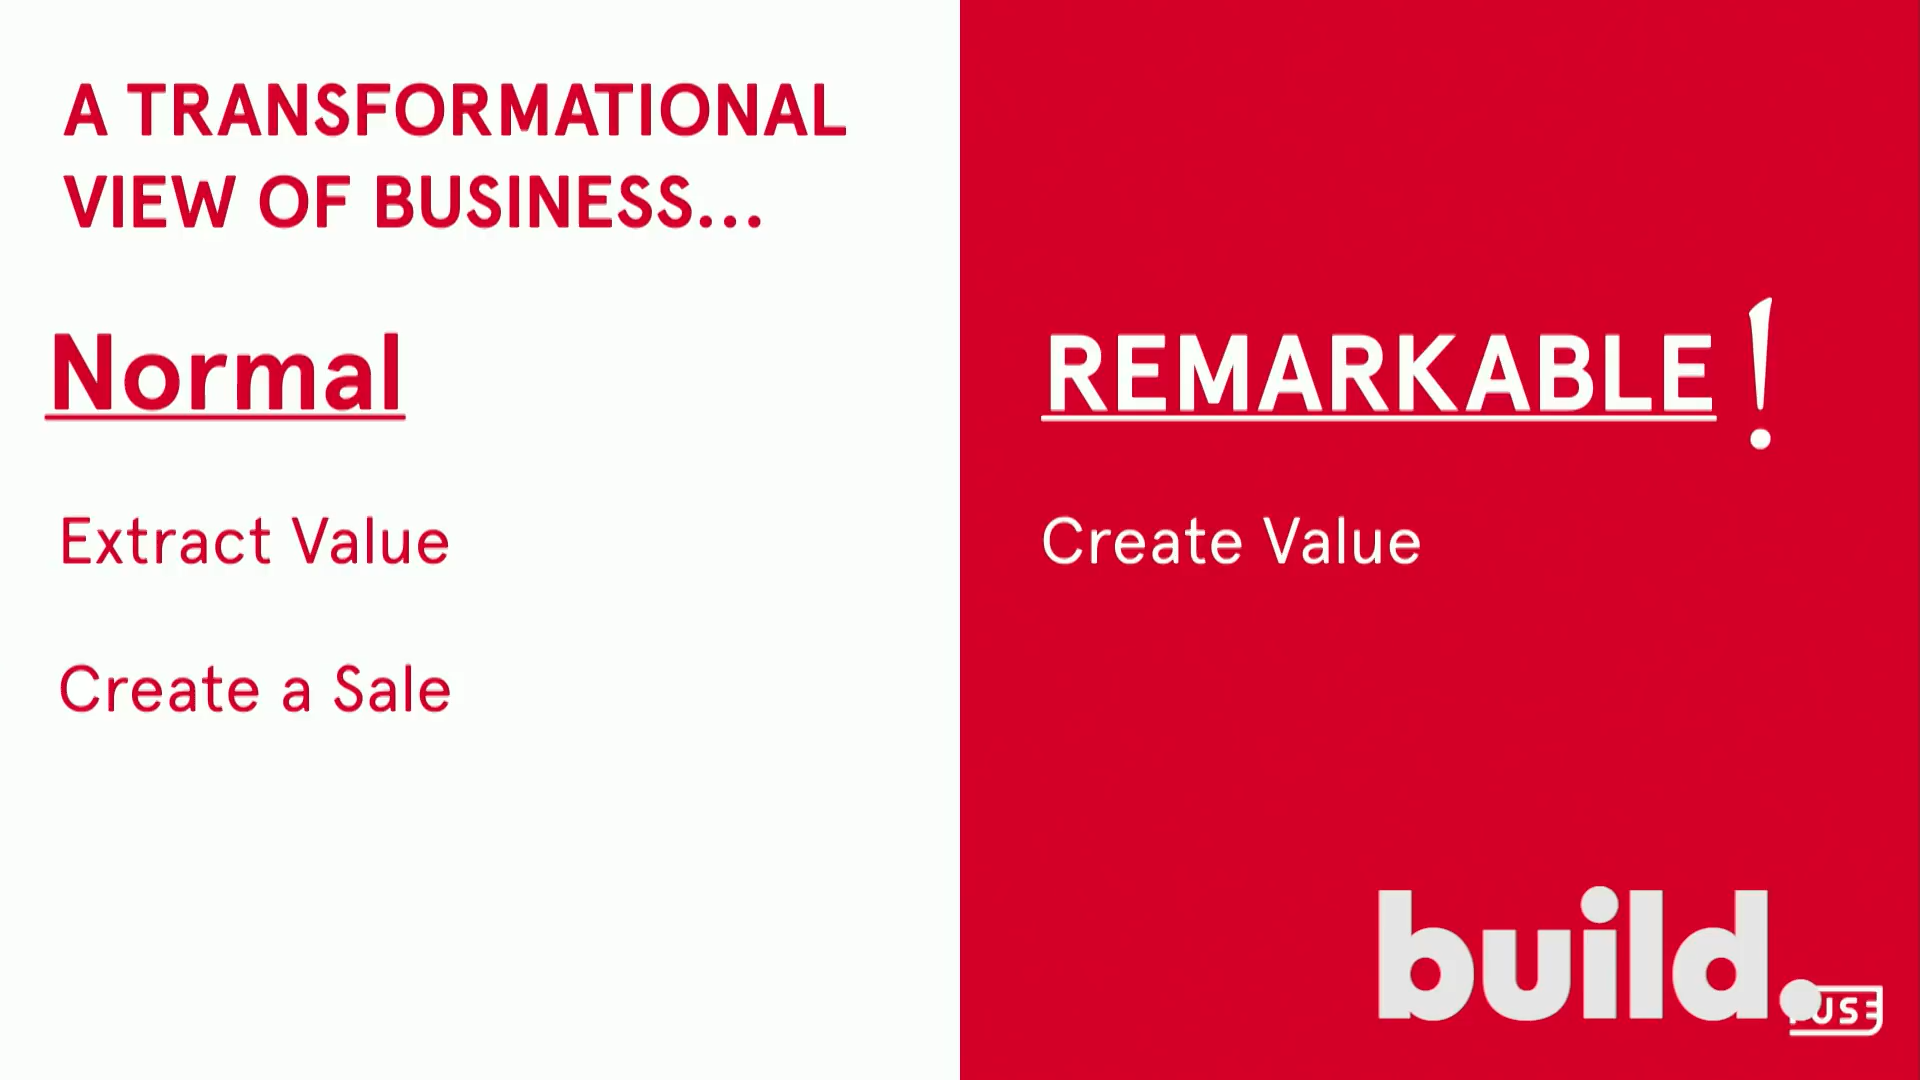 A TRANSFORMATIONAL
VIEW OF BUSINESS...
Normal
Extract Value
Create a Sale
REMARKABLE!
Create Value
build.